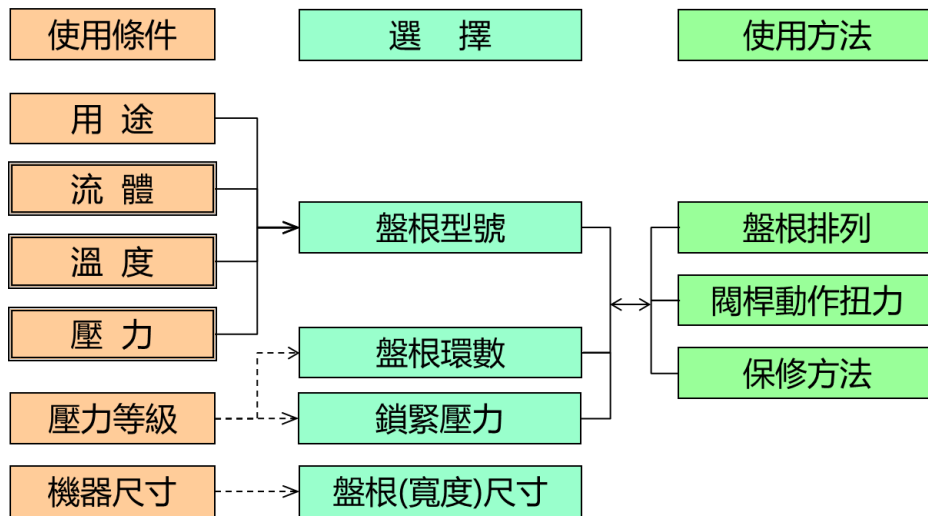 使用條件
選 擇
使用方法
用 途
流 體
溫 度
壓 力
壓力等級
機器尺寸
盤根型號
盤根環數
鎖緊壓力
盤根(寬度)尺寸
盤根排列
閥桿動作扭力
保修方法